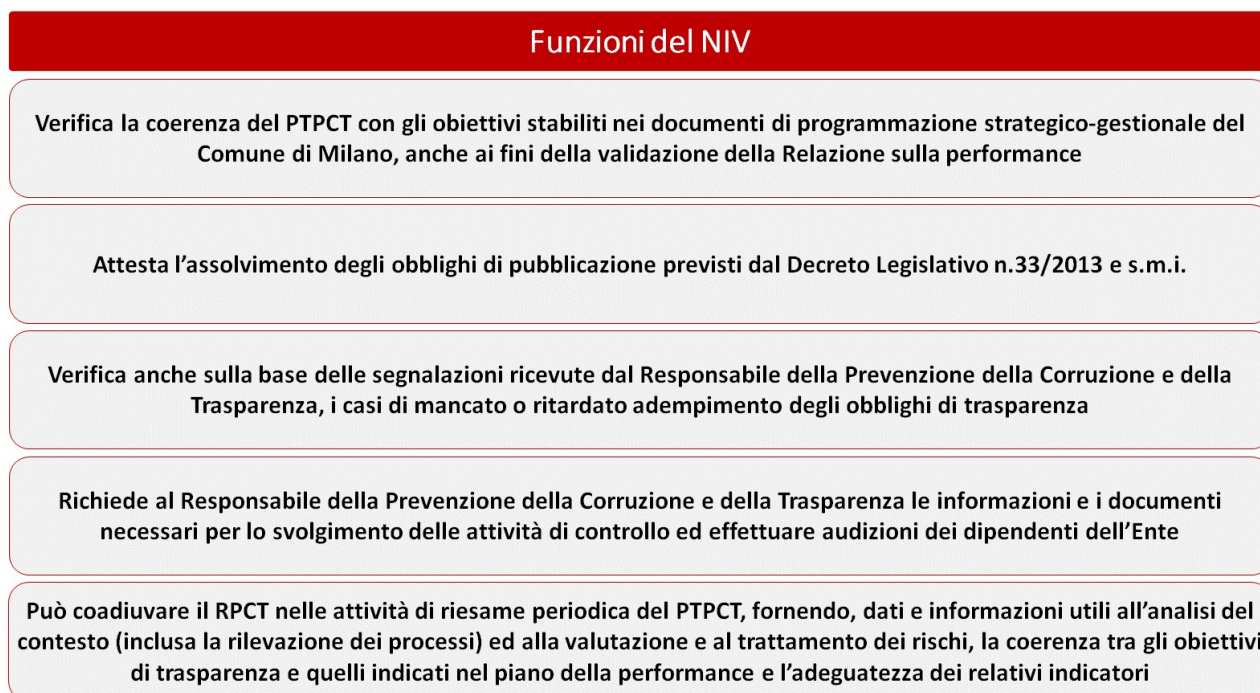 Funzioni del NIV
Verifica la coerenza del PTPCT con gli obiettivi stabiliti nei documenti di programmazione strategico-gestionale del
Comune di Milano, anche ai fini della validazione della Relazione sulla performance
Attesta l'assolvimento degli obblighi di pubblicazione previsti dal Decreto Legislativo n.33/2013 e s.m.i.
Verifica anche sulla base delle segnalazioni ricevute dal Responsabile della Prevenzione della Corruzione e della
Trasparenza, i casi di mancato o ritardato adempimento degli obblighi di trasparenza
Richiede al Responsabile della Prevenzione della Corruzione e della Trasparenza le informazioni e i documenti
necessari per lo svolgimento delle attività di controllo ed effettuare audizioni dei dipendenti dell'Ente
Può coadiuvare il RPCT nelle attività di riesame periodica del PTPCT, fornendo, dati e informazioni utili all'analisi del
contesto (inclusa la rilevazione dei processi) ed alla valutazione e al trattamento dei rischi, la coerenza tra gli obiettivi
di trasparenza e quelli indicati nel piano della performance e l'adeguatezza dei relativi indicatori